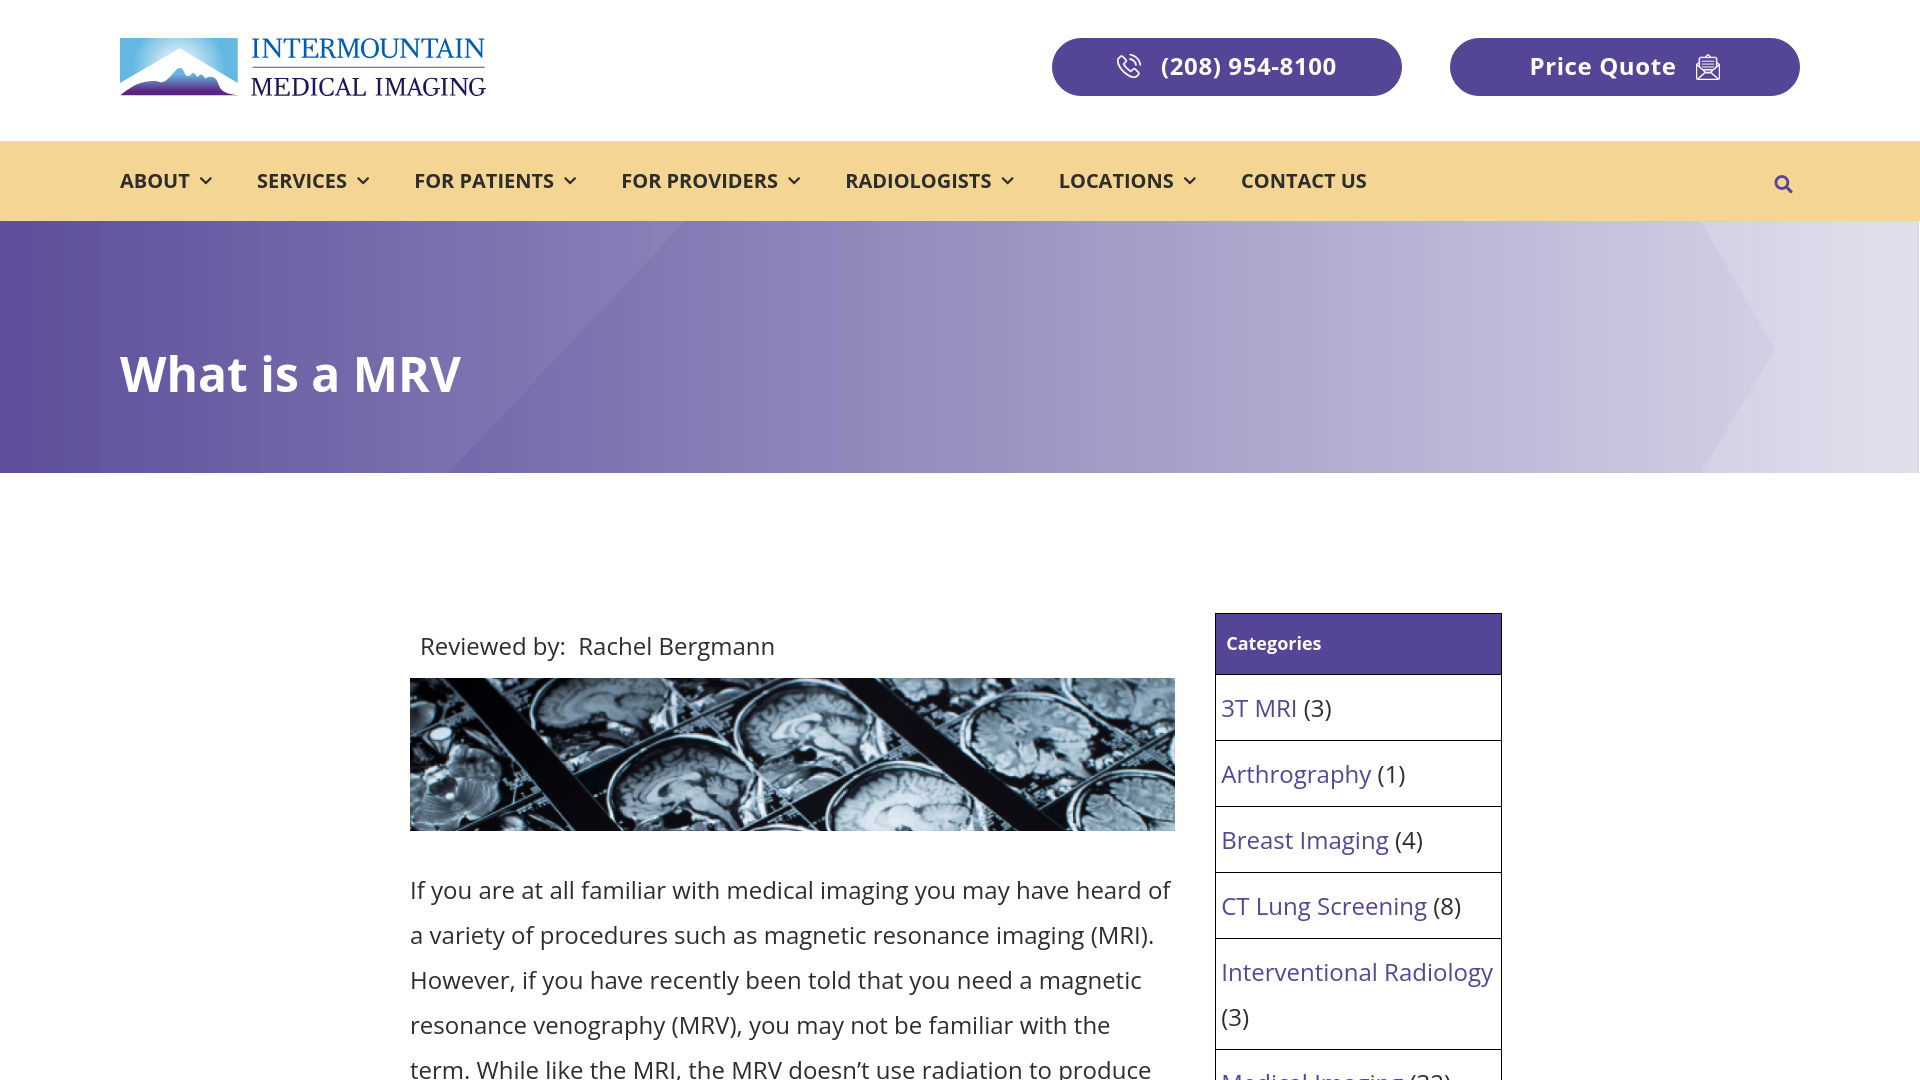 INTERMOUNTAIN
MEDICAL IMAGING
(208) 954-8100
Price Quote
ABOUT
SERVICES
FOR PATIENTS
FOR PROVIDERS
RADIOLOGISTS
LOCATIONS
CONTACT US
What is a MRV
Reviewed by: Rachel Bergmann
If you are at all familiar with medical imaging you may have heard of
a variety of procedures such as magnetic resonance imaging (MRI).
However, if you have recently been told that you need a magnetic
resonance venography (MRV), you may not be familiar with the
term. While like the MRI, the MRV doesn’t use radiation to produce
Categories
3T MRI (3)
Arthrography (1)
Breast Imaging (4)
CT Lung Screening (8)
Interventional Radiology
(3)
Medical Imaging